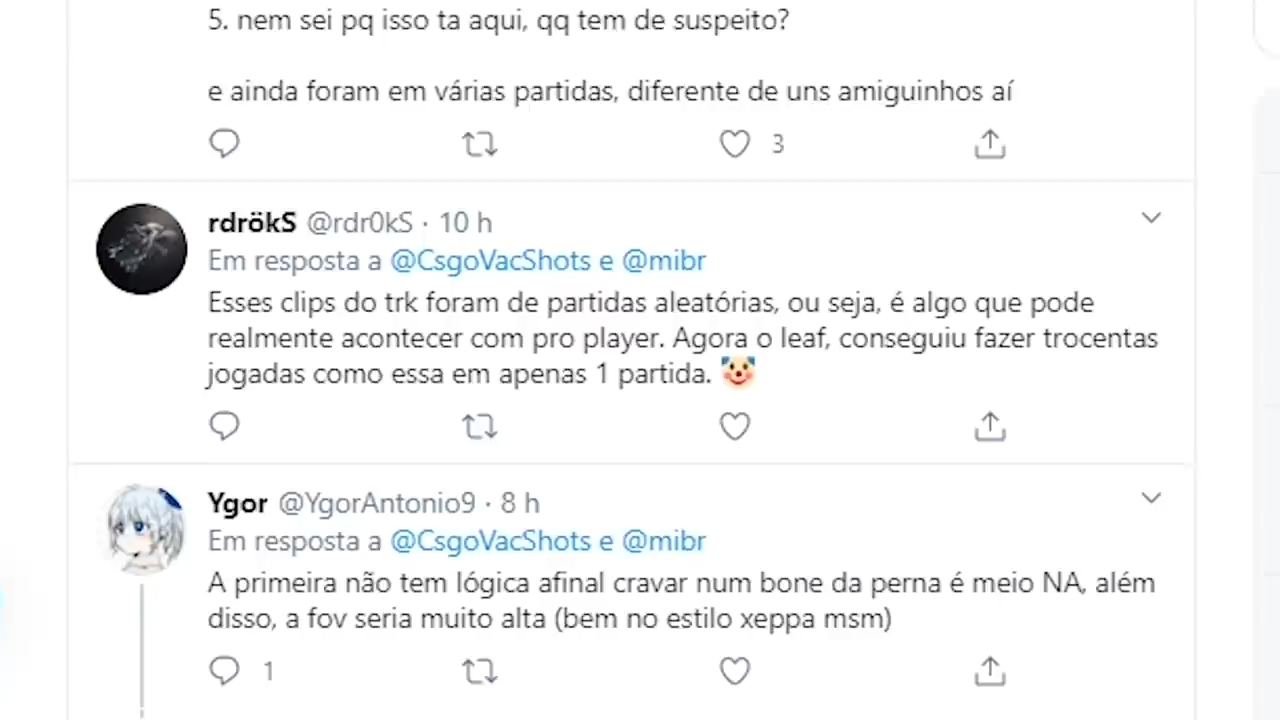 5. nem sei pq isso ta aqui, qq tem de suspeito?
e ainda foram em várias partidas, diferente de uns amiguinhos aí
3
rdrökS @rdr0kS · 10 h
Em resposta a @CsgoVacShots e @mibr
Esses clips do trk foram de partidas aleatórias, ou seja, é algo que pode
realmente acontecer com pro player. Agora o leaf, conseguiu fazer trocentas
jogadas como essa em apenas 1 partida. 🤡
Ygor @YgorAntonio9 · 8 h
Em resposta a @CsgoVacShots e @mibr
A primeira não tem lógica afinal cravar num bone da perna é meio NA, além
disso, a fov seria muito alta (bem no estilo xeppa msm)
1